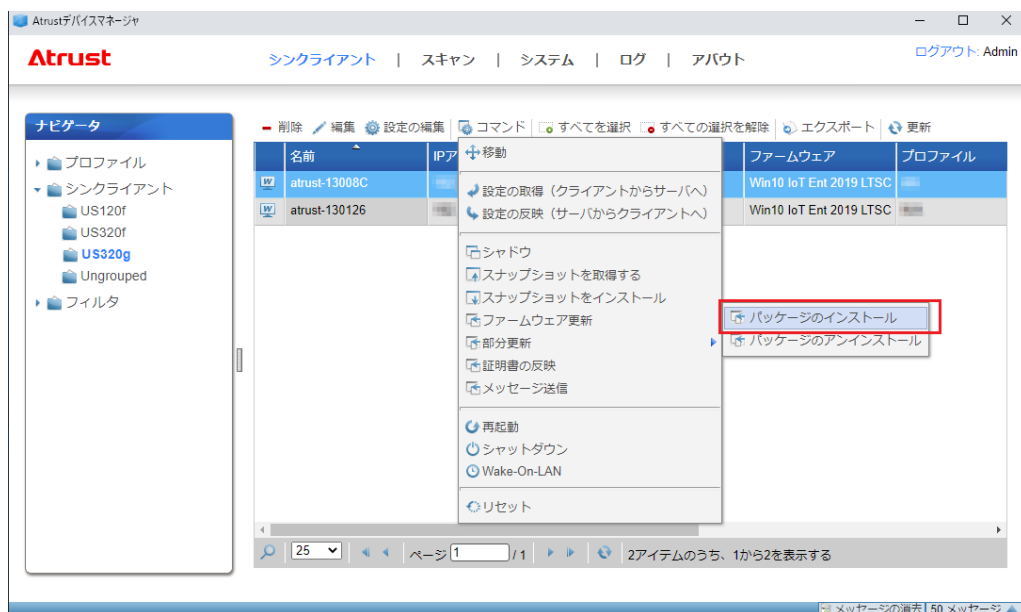 Atrustデバイスマネージャ
Atrust
シンクライアント | スキャン | システム | ログ | アバウト
ログアウト: Admin
ナビゲータ
プロファイル
シンクライアント
US120f
US320f
US320g
Ungrouped
フィルタ
削除 編集 設定の編集 コマンド すべてを選択 すべての選択を解除 エクスポート 更新
名前 IPア ファームウェア プロファイル
atrust-13008C Win10 IoT Ent 2019 LTSC
atrust-130126 Win10 IoT Ent 2019 LTSC
移動
設定の取得（クライアントからサーバへ）
設定の反映（サーバからクライアントへ）
シャドウ
スナップショットを取得する
スナップショットをインストール
ファームウェア更新
部分更新
証明書の反映
メッセージ送信
再起動
シャットダウン
Wake-On-LAN
リセット
パッケージのインストール
パッケージのアンインストール
25 ページ 1 / 1 2アイテムのうち、1から2を表示する
メッセージの消去 50 メッセージ